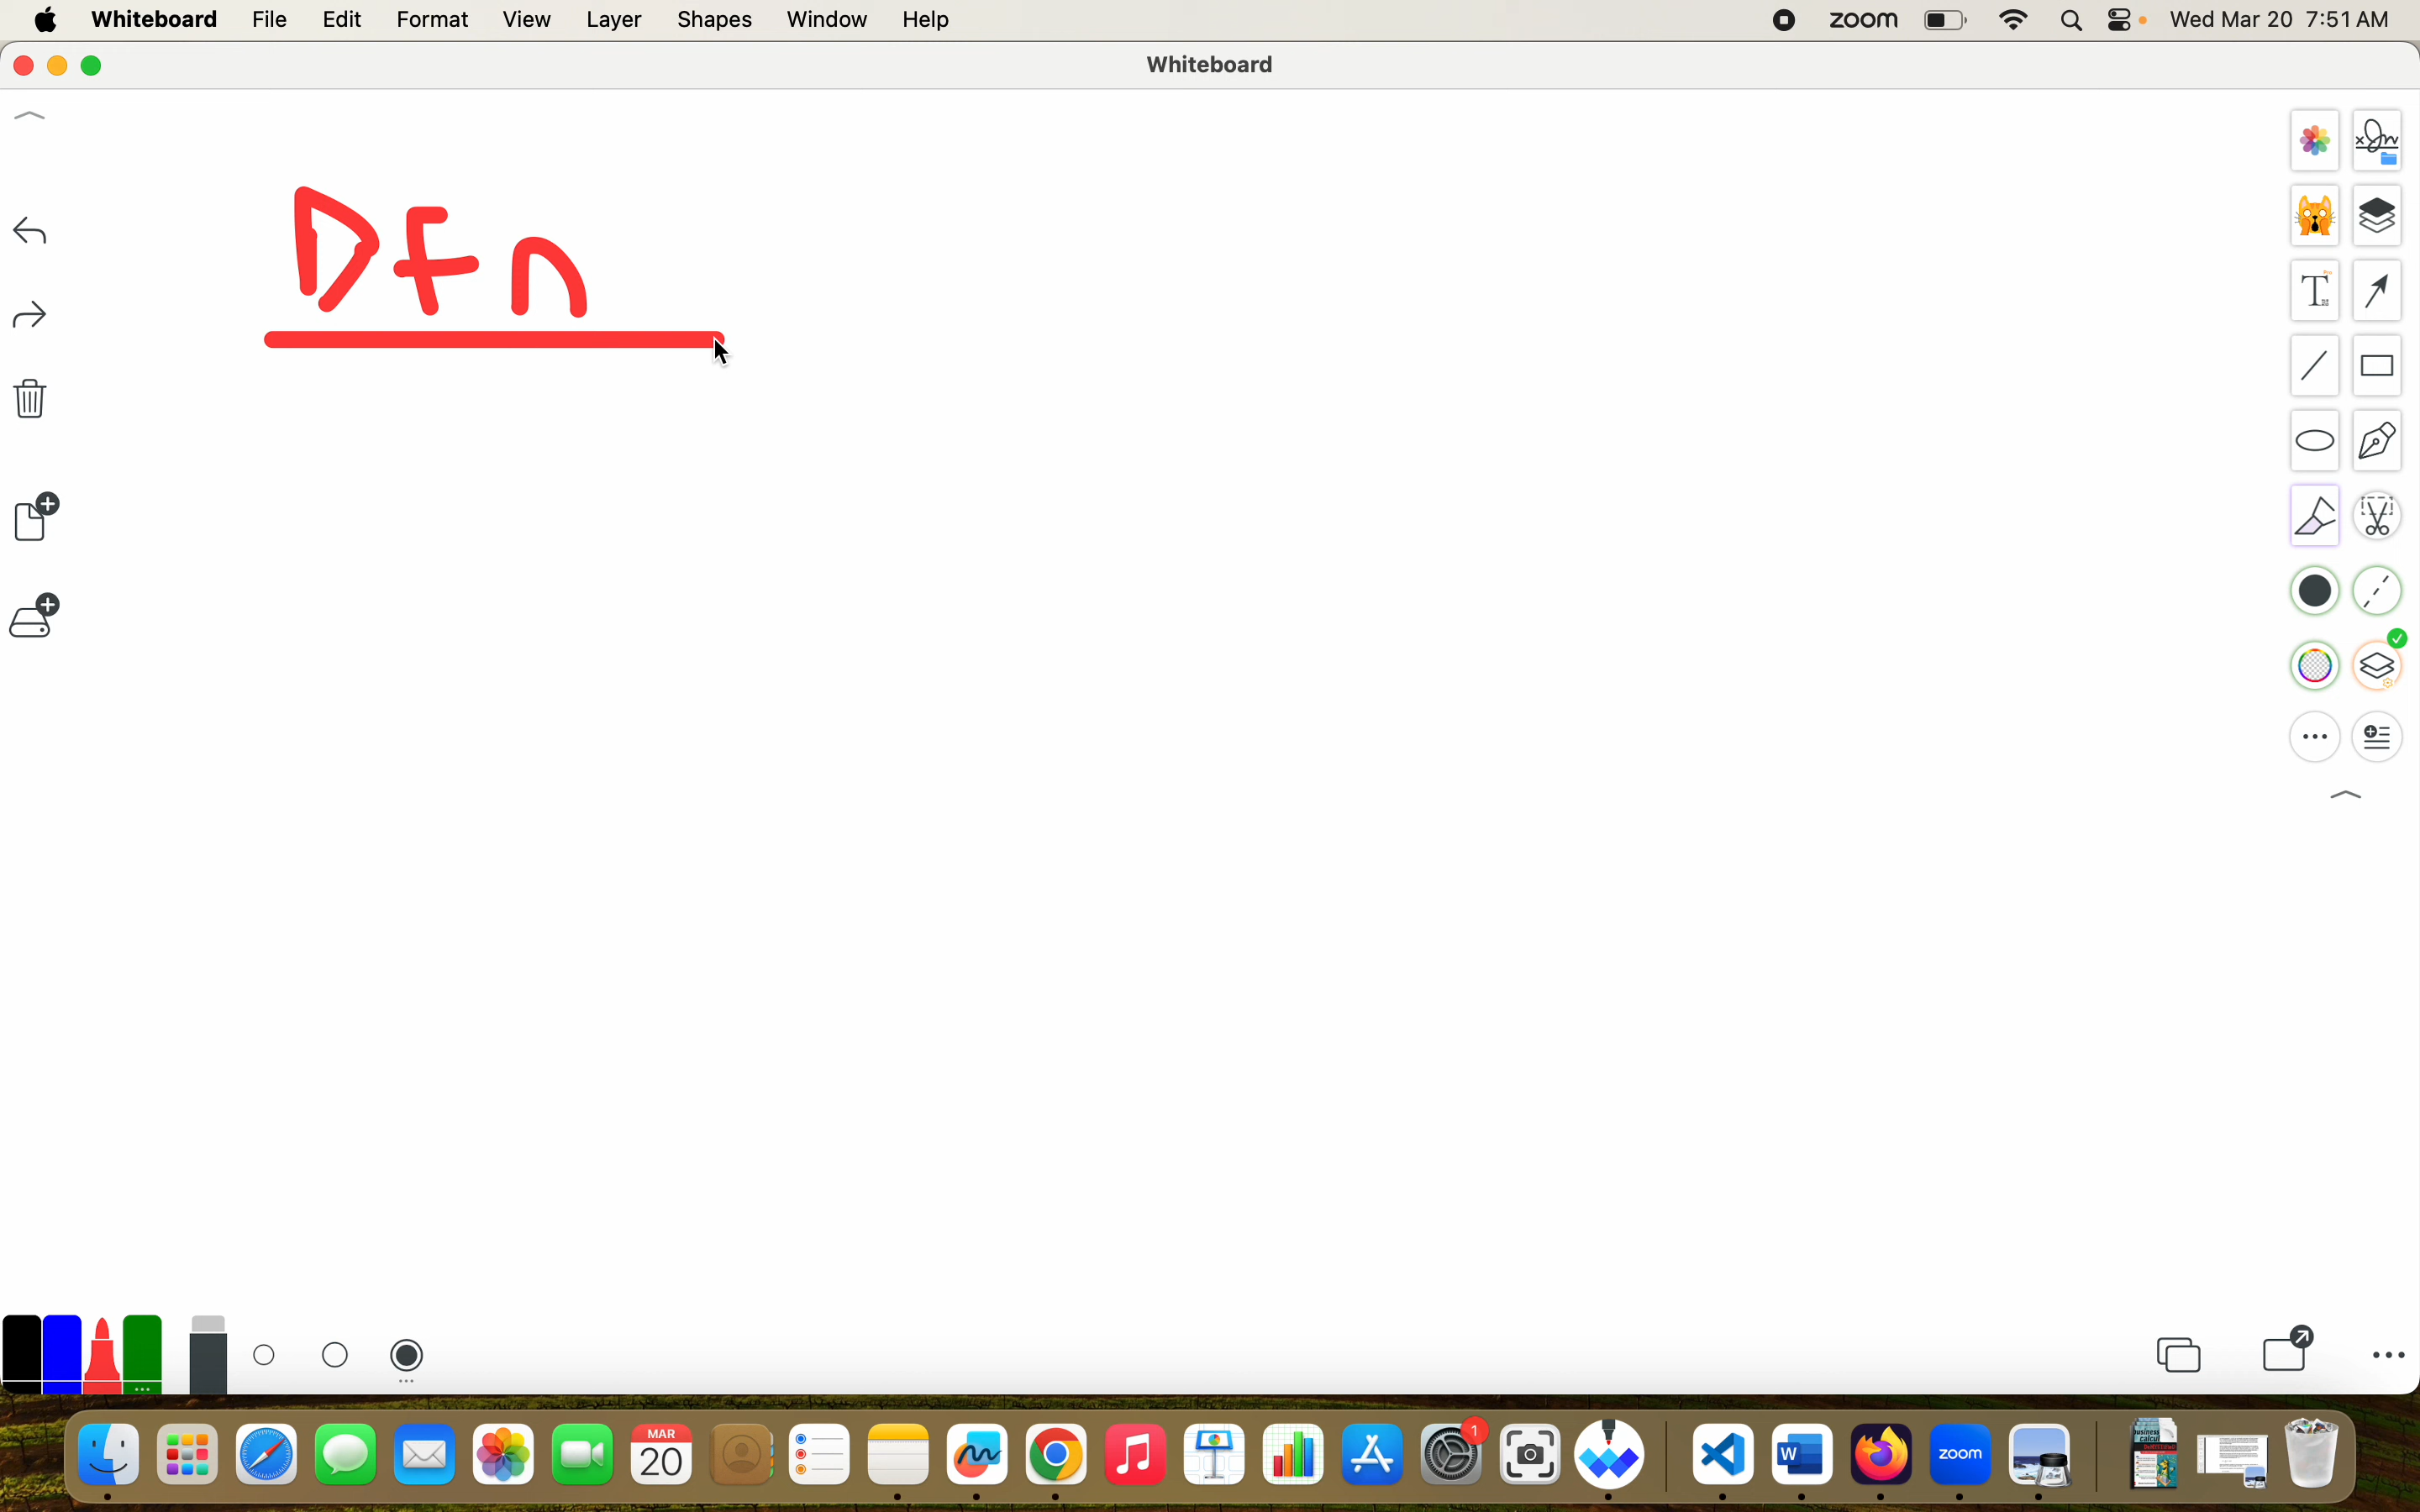 Whiteboard File Edit Format View Layer Shapes Window Help zoom Wed Mar 20 7:51 AM
Whiteboard
Dfn
MAR
20
1
zoom